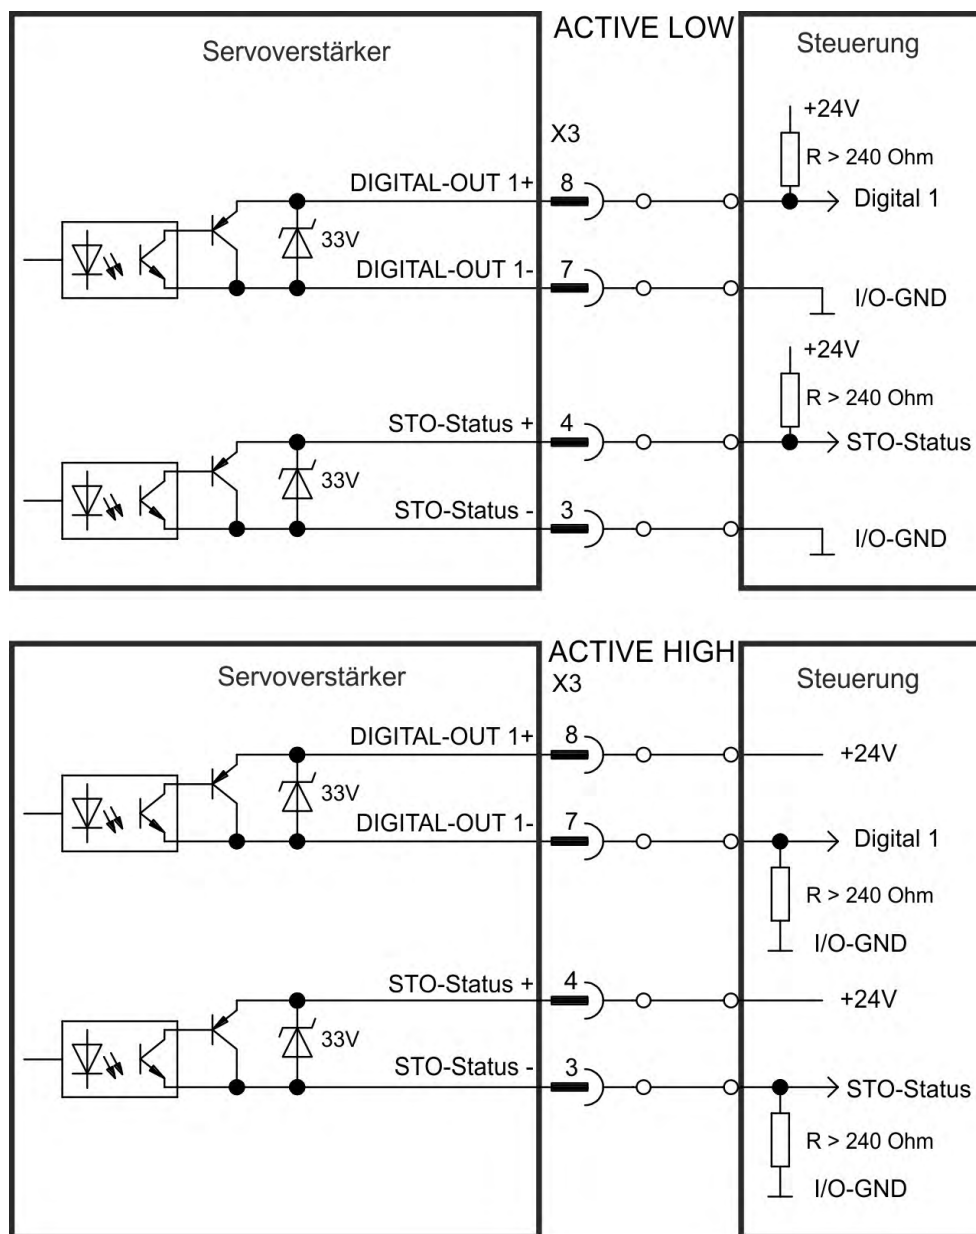 ACTIVE LOW
Servoverstärker
Steuerung
+24V
X3
R > 240 Ohm
DIGITAL-OUT 1+
8
Digital 1
33V
DIGITAL-OUT 1-
7
I/O-GND
+24V
R > 240 Ohm
STO-Status +
4
STO-Status
33V
STO-Status -
3
I/O-GND
ACTIVE HIGH
Servoverstärker
X3
Steuerung
DIGITAL-OUT 1+
8
+24V
33V
DIGITAL-OUT 1-
7
Digital 1
R > 240 Ohm
I/O-GND
STO-Status +
4
+24V
33V
STO-Status -
3
STO-Status
R > 240 Ohm
I/O-GND